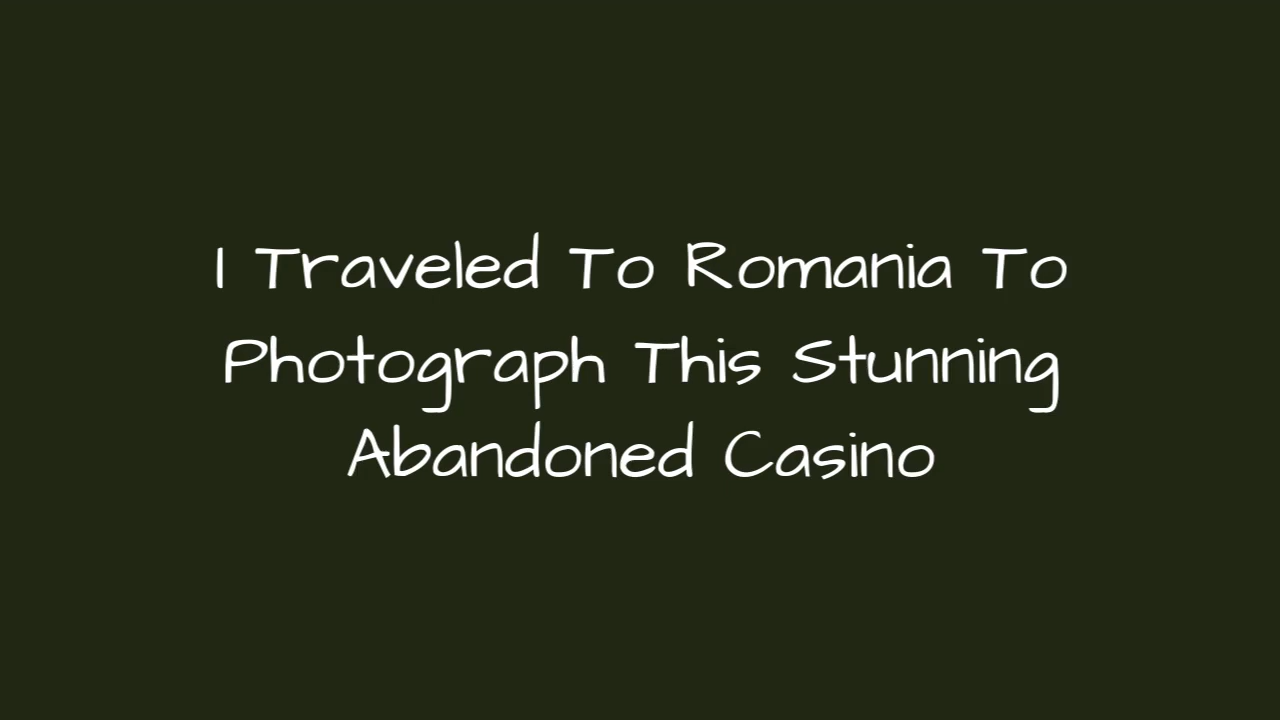 I Traveled To Romania To
Photograph This Stunning
Abandoned Casino